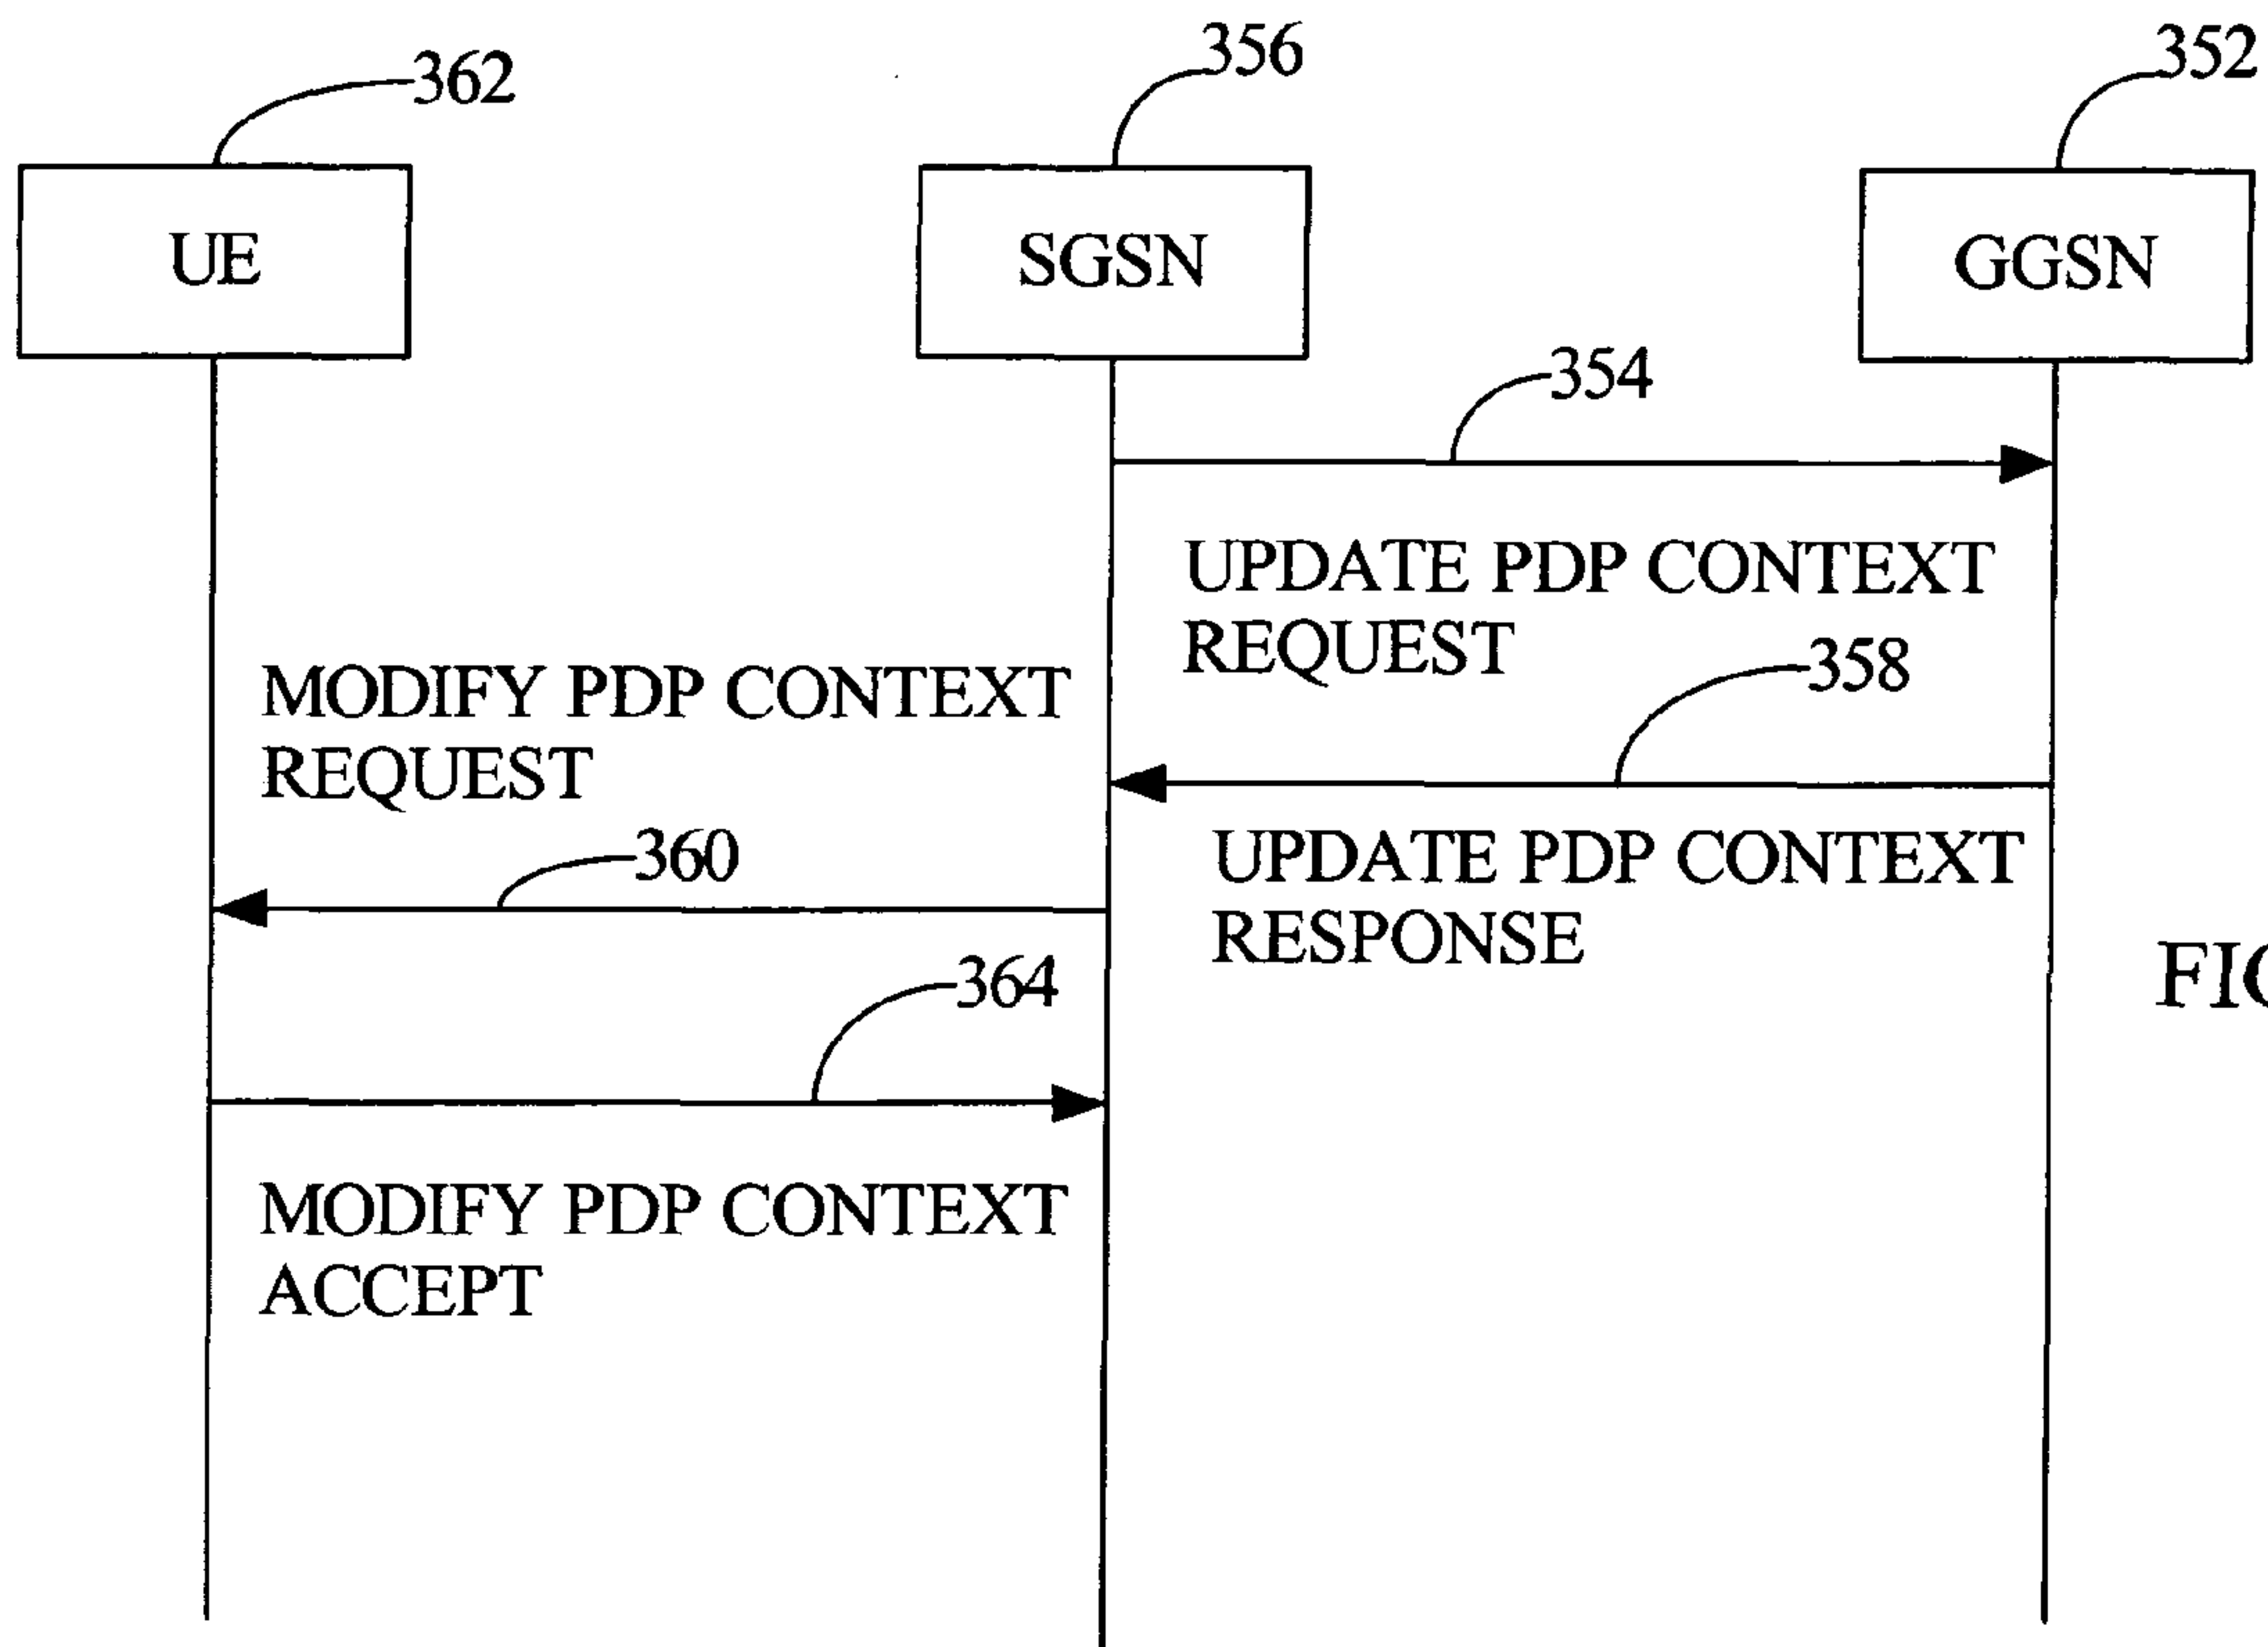 362
356
352
UE
SGSN
GGSN
354
UPDATE PDP CONTEXT
REQUEST
358
MODIFY PDP CONTEXT
REQUEST
360
UPDATE PDP CONTEXT
RESPONSE
364
MODIFY PDP CONTEXT
ACCEPT